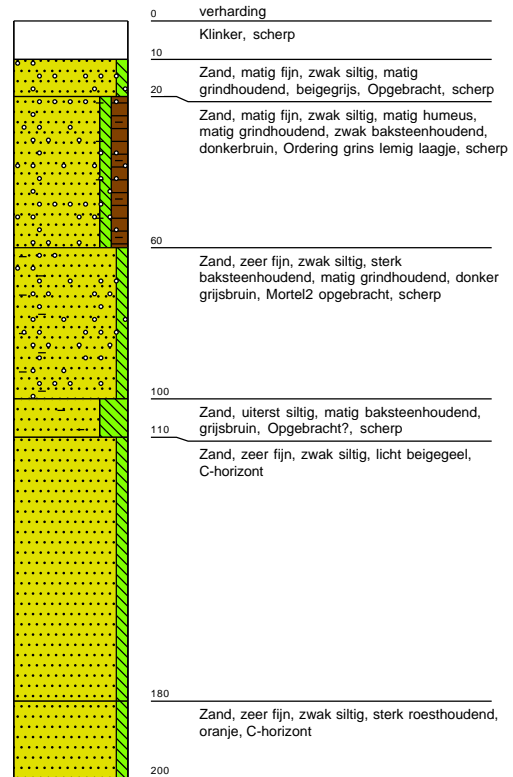 0
verharding
Klinker, scherp
10
Zand, matig fijn, zwak siltig, matig
grindhoudend, beigegrijs, Opgebracht, scherp
20
Zand, matig fijn, zwak siltig, matig humeus,
matig grindhoudend, zwak baksteenhoudend,
donkerbruin, Ordering grins lemig laagje, scherp
60
Zand, zeer fijn, zwak siltig, sterk
baksteenhoudend, matig grindhoudend, donker
grijsbruin, Mortel2 opgebracht, scherp
100
Zand, uiterst siltig, matig baksteenhoudend,
grijsbruin, Opgebracht?, scherp
110
Zand, zeer fijn, zwak siltig, licht beigegeel,
C-horizont
180
Zand, zeer fijn, zwak siltig, sterk roesthoudend,
oranje, C-horizont
200